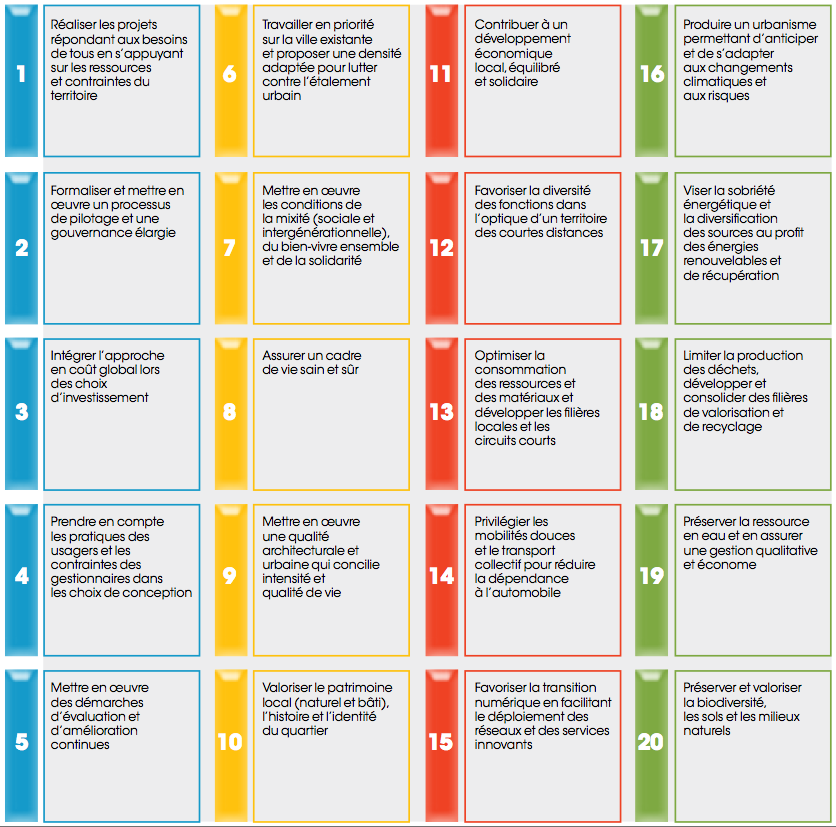 1
Réaliser les projets
répondant aux besoins
de tous en s'appuyant
sur les ressources
et contraintes du
territoire
2
Formaliser et mettre en
œuvre un processus
de pilotage et une
gouvernance élargie
3
Intégrer l'approche
en coût global lors
des choix
d'investissement
4
Prendre en compte
les pratiques des
usagers et les
contraintes des
gestionnaires dans
les choix de conception
5
Mettre en œuvre
des démarches
d'évaluation et
d'amélioration
continues
6
Travailler en priorité
sur la ville existante
et proposer une densité
adaptée pour lutter
contre l'étalement
urbain
7
Mettre en œuvre
les conditions de
la mixité (sociale et
intergénérationnelle),
du bien-vivre ensemble
et de la solidarité
8
Assurer un cadre
de vie sain et sûr
9
Mettre en œuvre
une qualité
architecturale et
urbaine qui concilie
intensité et
qualité de vie
10
Valoriser le patrimoine
local (naturel et bâti),
l'histoire et l'identité
du quartier
11
Contribuer à un
développement
économique
local, équilibré
et solidaire
12
Favoriser la diversité
des fonctions dans
l'optique d'un territoire
des courtes distances
13
Optimiser la
consommation
des ressources et
des matériaux et
développer les filières
locales et les
circuits courts
14
Privilégier les
mobilités douces
et le transport
collectif pour réduire
la dépendance
à l'automobile
15
Favoriser la transition
numérique en facilitant
le déploiement des
réseaux et des services
innovants
16
Produire un urbanisme
permettant d'anticiper
et de s'adapter
aux changements
climatiques et
aux risques
17
Viser la sobriété
énergétique et
la diversification
des sources au profit
des énergies
renouvelables et
de récupération
18
Limiter la production
des déchets,
développer et
consolider des filières
de valorisation et
de recyclage
19
Préserver la ressource
en eau et en assurer
une gestion qualitative
et économe
20
Préserver et valoriser
la biodiversité,
les sols et les milieux
naturels